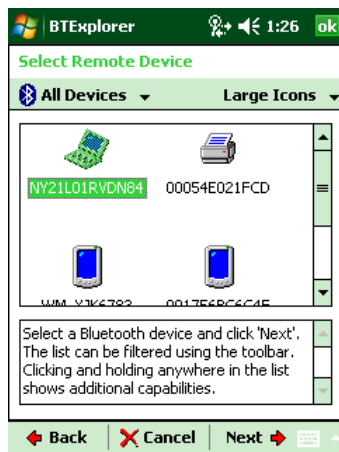 BTExplorer 1:26 ok
Select Remote Device
All Devices Large Icons
NY21L01RVDN84 00054E021FCD
Select a Bluetooth device and click 'Next'.
The list can be filtered using the toolbar.
Clicking and holding anywhere in the list
shows additional capabilities.
Back Cancel Next